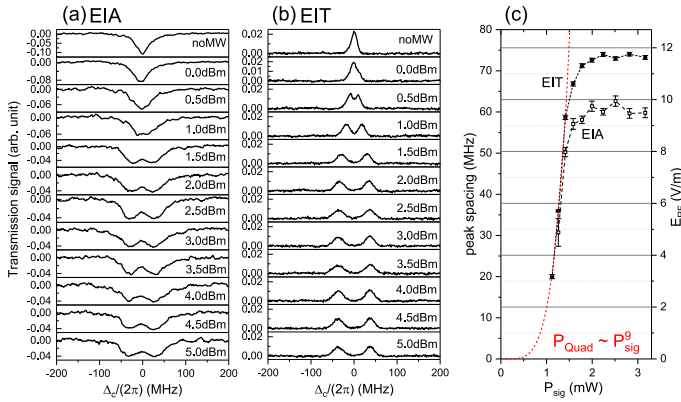 (a) EIA
Transmission signal (arb. unit)
0.00
-0.05
-0.10
noMW
0.00
-0.08
0.0dBm
0.00
-0.06
0.5dBm
0.00
-0.06
1.0dBm
0.00
-0.04
1.5dBm
0.00
-0.04
2.0dBm
0.00
-0.04
2.5dBm
0.00
-0.04
3.0dBm
0.00
-0.04
3.5dBm
0.00
-0.04
4.0dBm
0.00
-0.04
4.5dBm
0.00
-0.04
5.0dBm
-200 -100 0 100 200
Δc/(2π) (MHz)
(b) EIT
0.02
0.00
noMW
0.02
0.01
0.00
0.0dBm
0.02
0.00
0.5dBm
0.02
0.00
1.0dBm
0.02
0.00
1.5dBm
0.02
0.00
2.0dBm
0.02
0.00
2.5dBm
0.02
0.00
3.0dBm
0.02
0.00
3.5dBm
0.02
0.00
4.0dBm
0.02
0.00
4.5dBm
0.02
0.00
5.0dBm
-200 -100 0 100 200
Δc/(2π) (MHz)
(c)
peak spacing (MHz)
80
70
60
50
40
30
20
10
0
EIT
EIA
PQuad ~ Psig^9
0 1 2 3
Psig (mW)
12
10
8
6
4
2
0
ERF (V/m)